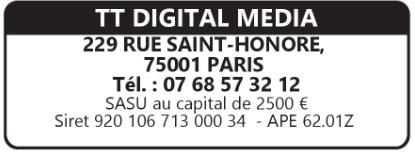 TT DIGITAL MEDIA
229 RUE SAINT-HONORE,
75001 PARIS
Tél. : 07 68 57 32 12
SASU au capital de 2500 €
Siret 920 106 713 000 34 - APE 62.01Z